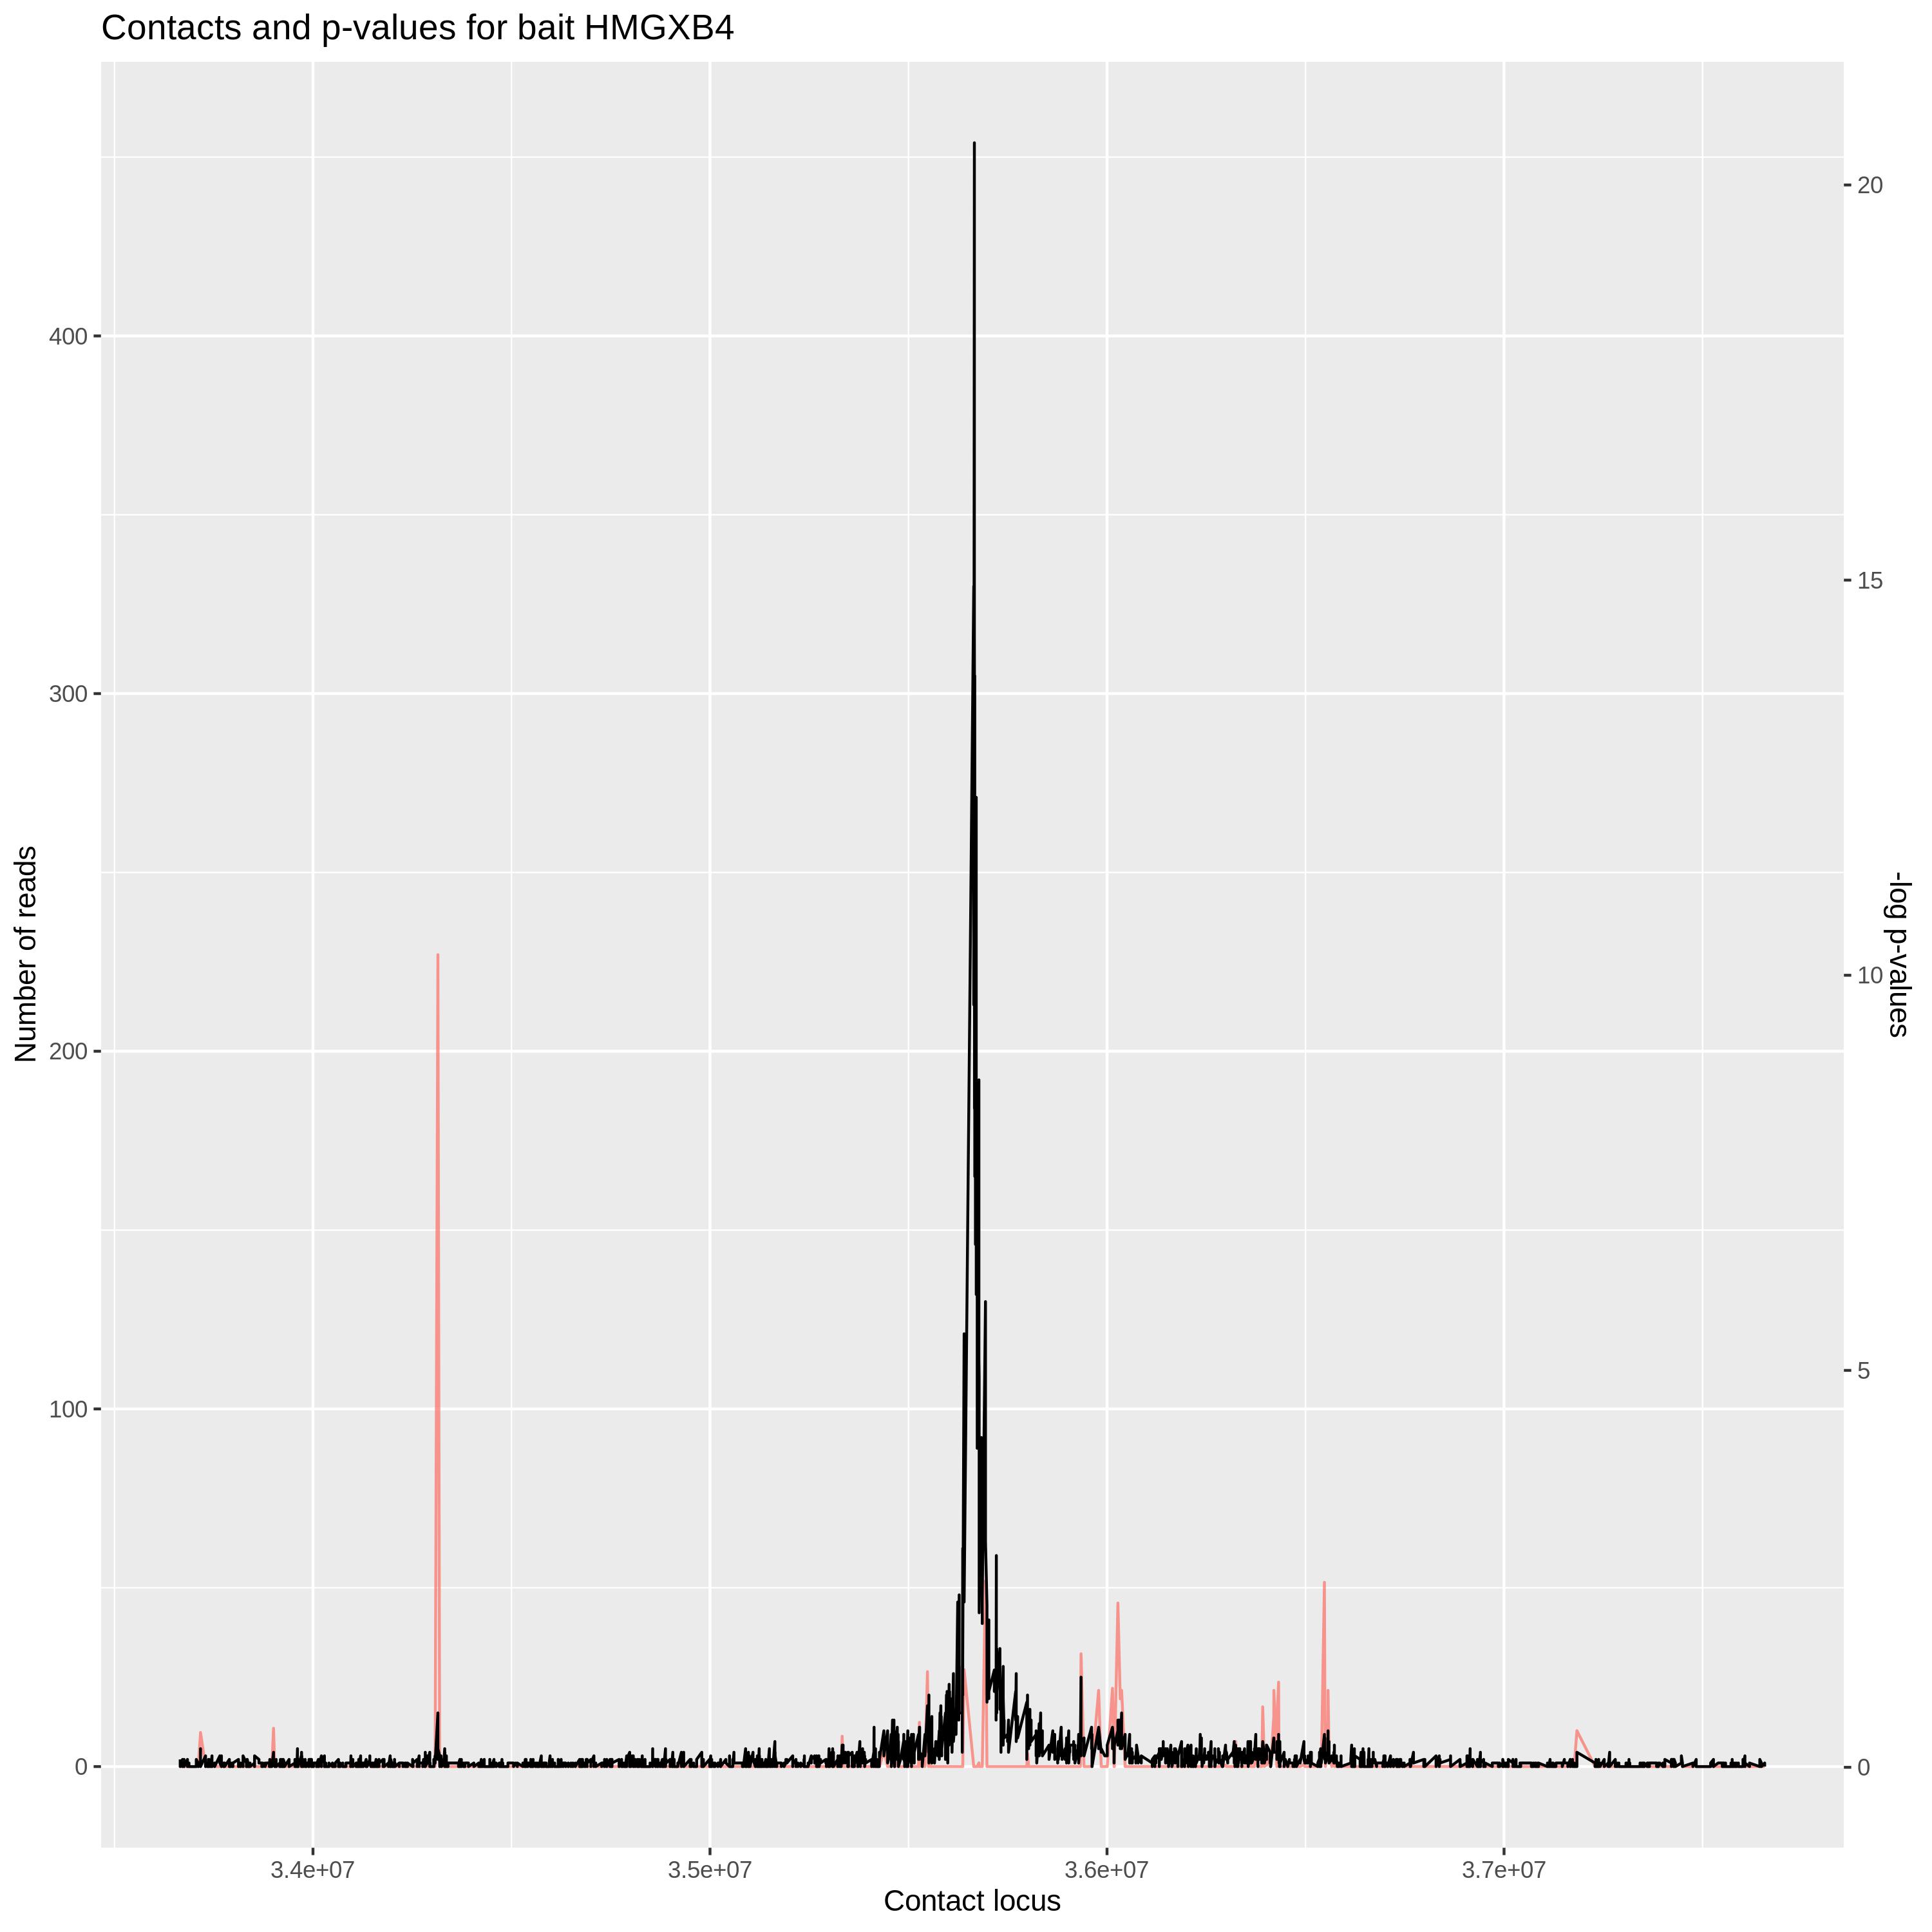 Contacts and p-values for bait HMGXB4
Number of reads
400
300
200
100
0
20
15
10
5
0
-log p-values
3.4e+07 3.5e+07 3.6e+07 3.7e+07
Contact locus